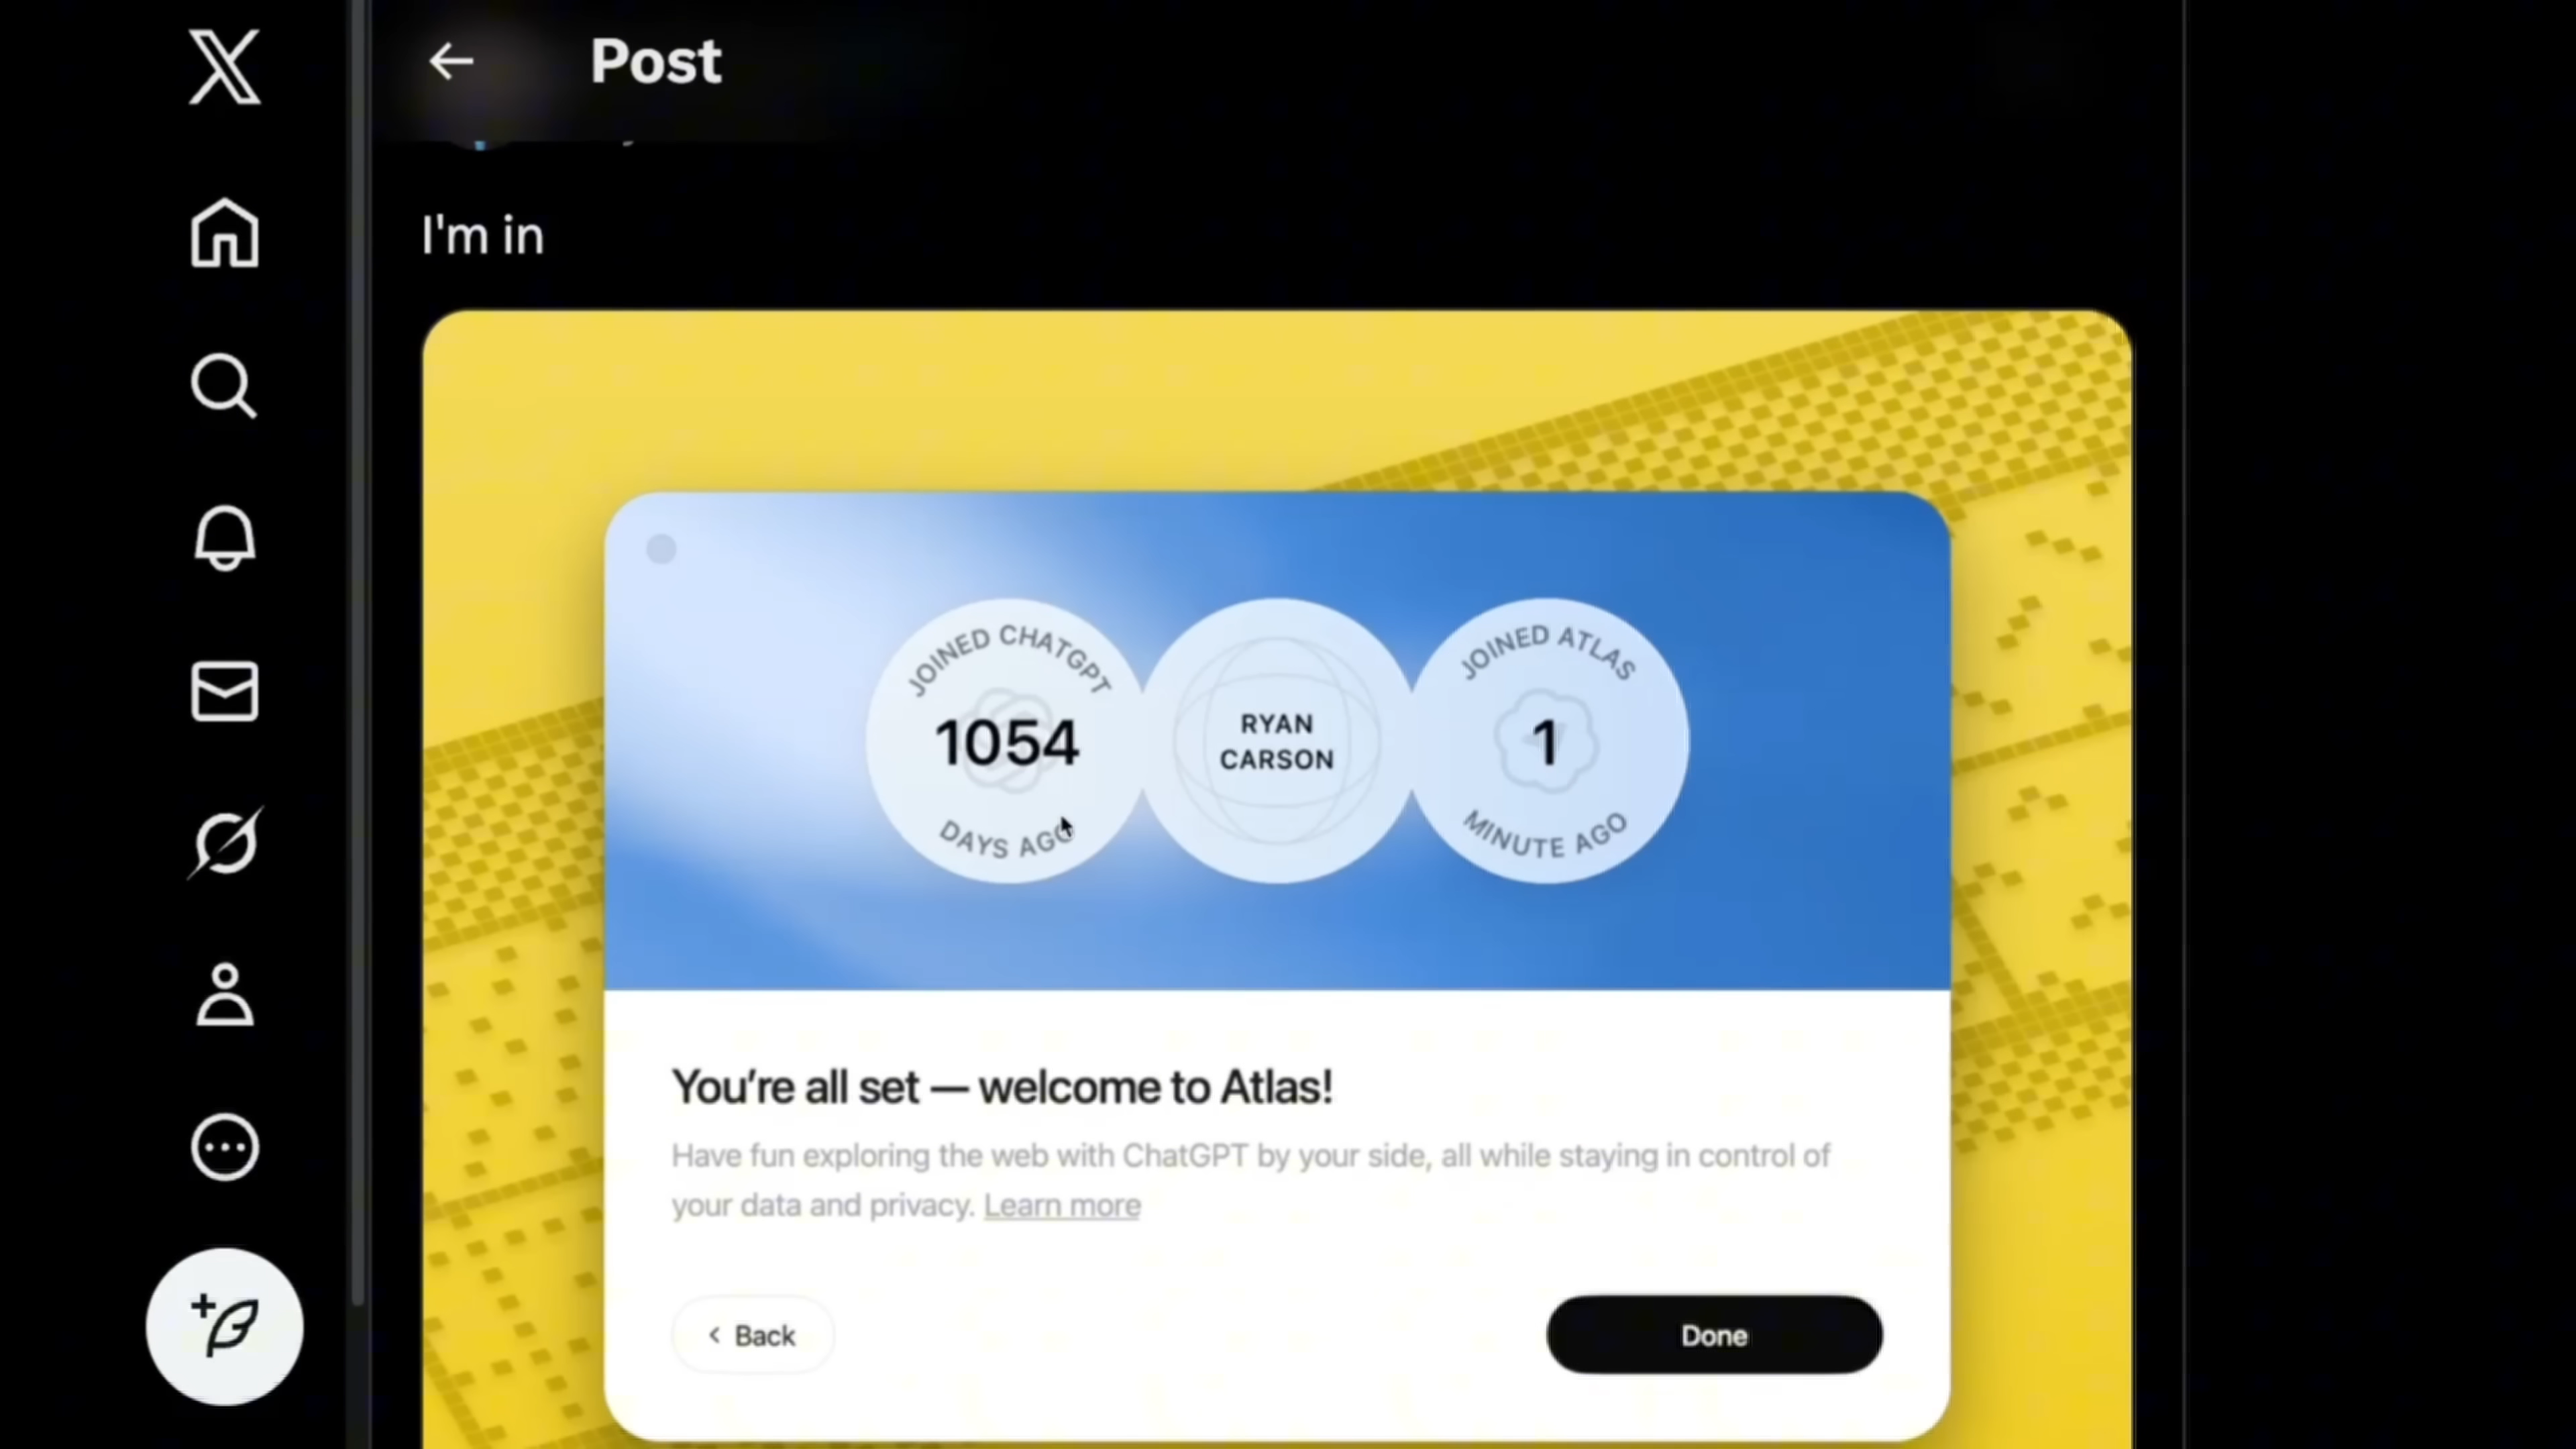 Post
I'm in
JOINED CHATGPT
1054
DAYS AGO
RYAN
CARSON
JOINED ATLAS
1
MINUTE AGO
You're all set — welcome to Atlas!
Have fun exploring the web with ChatGPT by your side, all while staying in control of
your data and privacy. Learn more
Back
Done